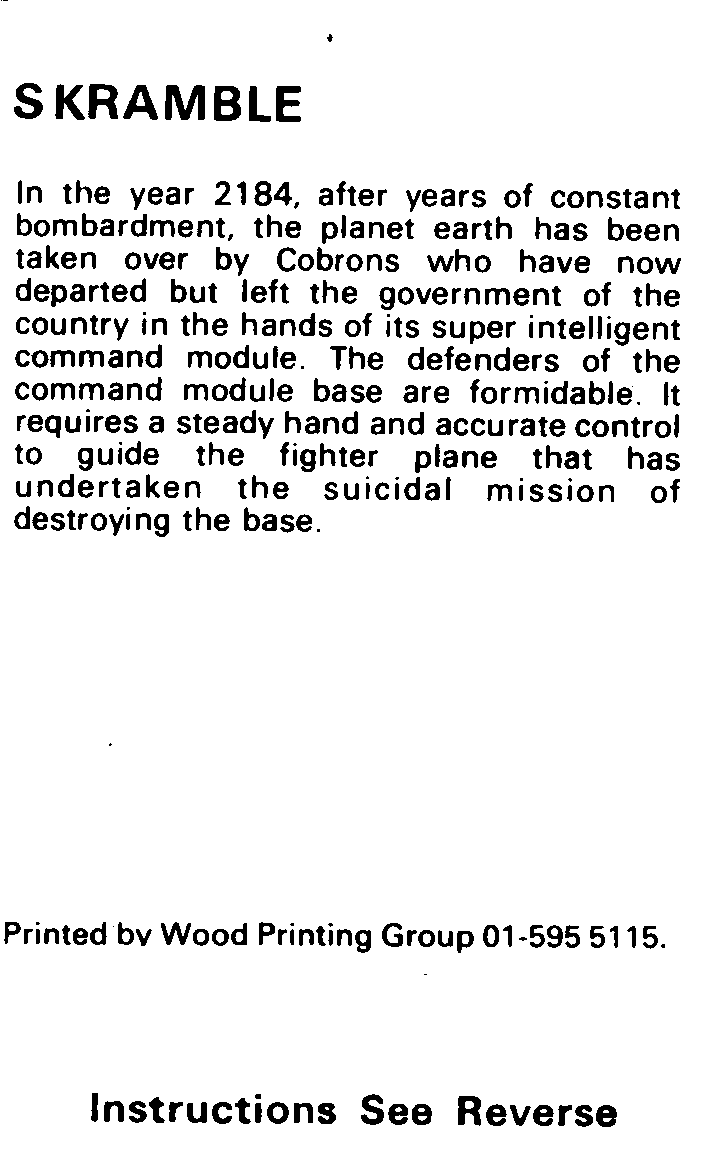 SKRAMBLE
In the year 2184, after years of constant
bombardment, the planet earth has been
taken over by Cobrons who have now
departed but left the government of the
country in the hands of its super intelligent
command module. The defenders of the
command module base are formidable. It
requires a steady hand and accurate control
to guide the fighter plane that has
undertaken the suicidal mission of
destroying the base.
Printed by Wood Printing Group 01-595 5115.
Instructions See Reverse